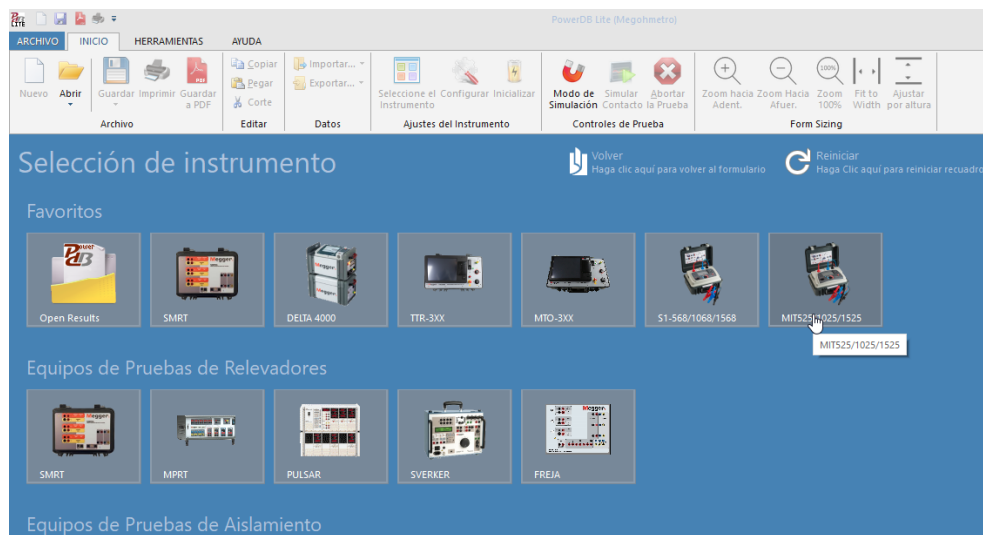 PowerDB Lite (Megohmetro)
ARCHIVO INICIO HERRAMIENTAS AYUDA
Nuevo Abrir Guardar Imprimir Guardar a PDF
Archivo
Copiar
Pegar
Corte
Editar
Importar...
Exportar...
Datos
Seleccione el Instrumento Configurar Inicializar
Ajustes del Instrumento
Modo de Simulación Simular Contacto Abortar la Prueba
Controles de Prueba
Zoom hacia Adent. Zoom Hacia Afuer. 100% Zoom 100% Fit to Width Ajustar por altura
Form Sizing
Selección de instrumento
Volver
Haga clic aquí para volver al formulario
Reiniciar
Haga Clic aquí para reiniciar recuadro
Favoritos
Open Results SMRT DELTA 4000 TTR-3XX MTO-3XX S1-568/1068/1568 MIT525/1025/1525
MIT525/1025/1525
Equipos de Pruebas de Relevadores
SMRT MPRT PULSAR SVERKER FREJA
Equipos de Pruebas de Aislamiento